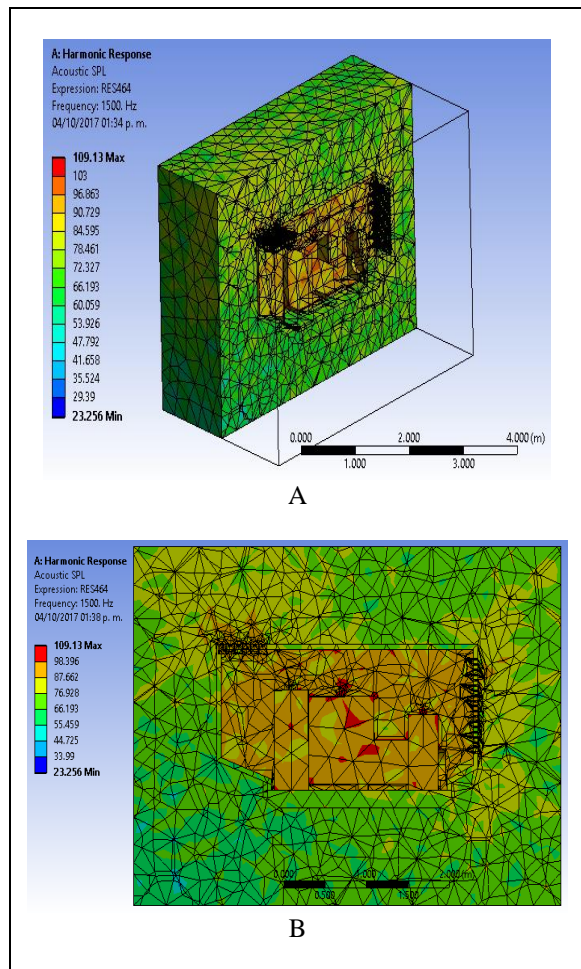 A: Harmonic Response
Acoustic SPL
Expression: RES464
Frequency: 1500. Hz
04/10/2017 01:34 p. m.
109.13 Max
103
96.863
90.729
84.595
78.461
72.327
66.193
60.059
53.926
47.792
41.658
35.524
29.39
23.256 Min
0.000 2.000 4.000 (m)
1.000 3.000
A
A: Harmonic Response
Acoustic SPL
Expression: RES464
Frequency: 1500. Hz
04/10/2017 01:38 p. m.
109.13 Max
98.396
87.662
76.928
66.193
55.459
44.725
33.99
23.256 Min
0.000 1.000 2.000 (m)
0.500 1.500
B